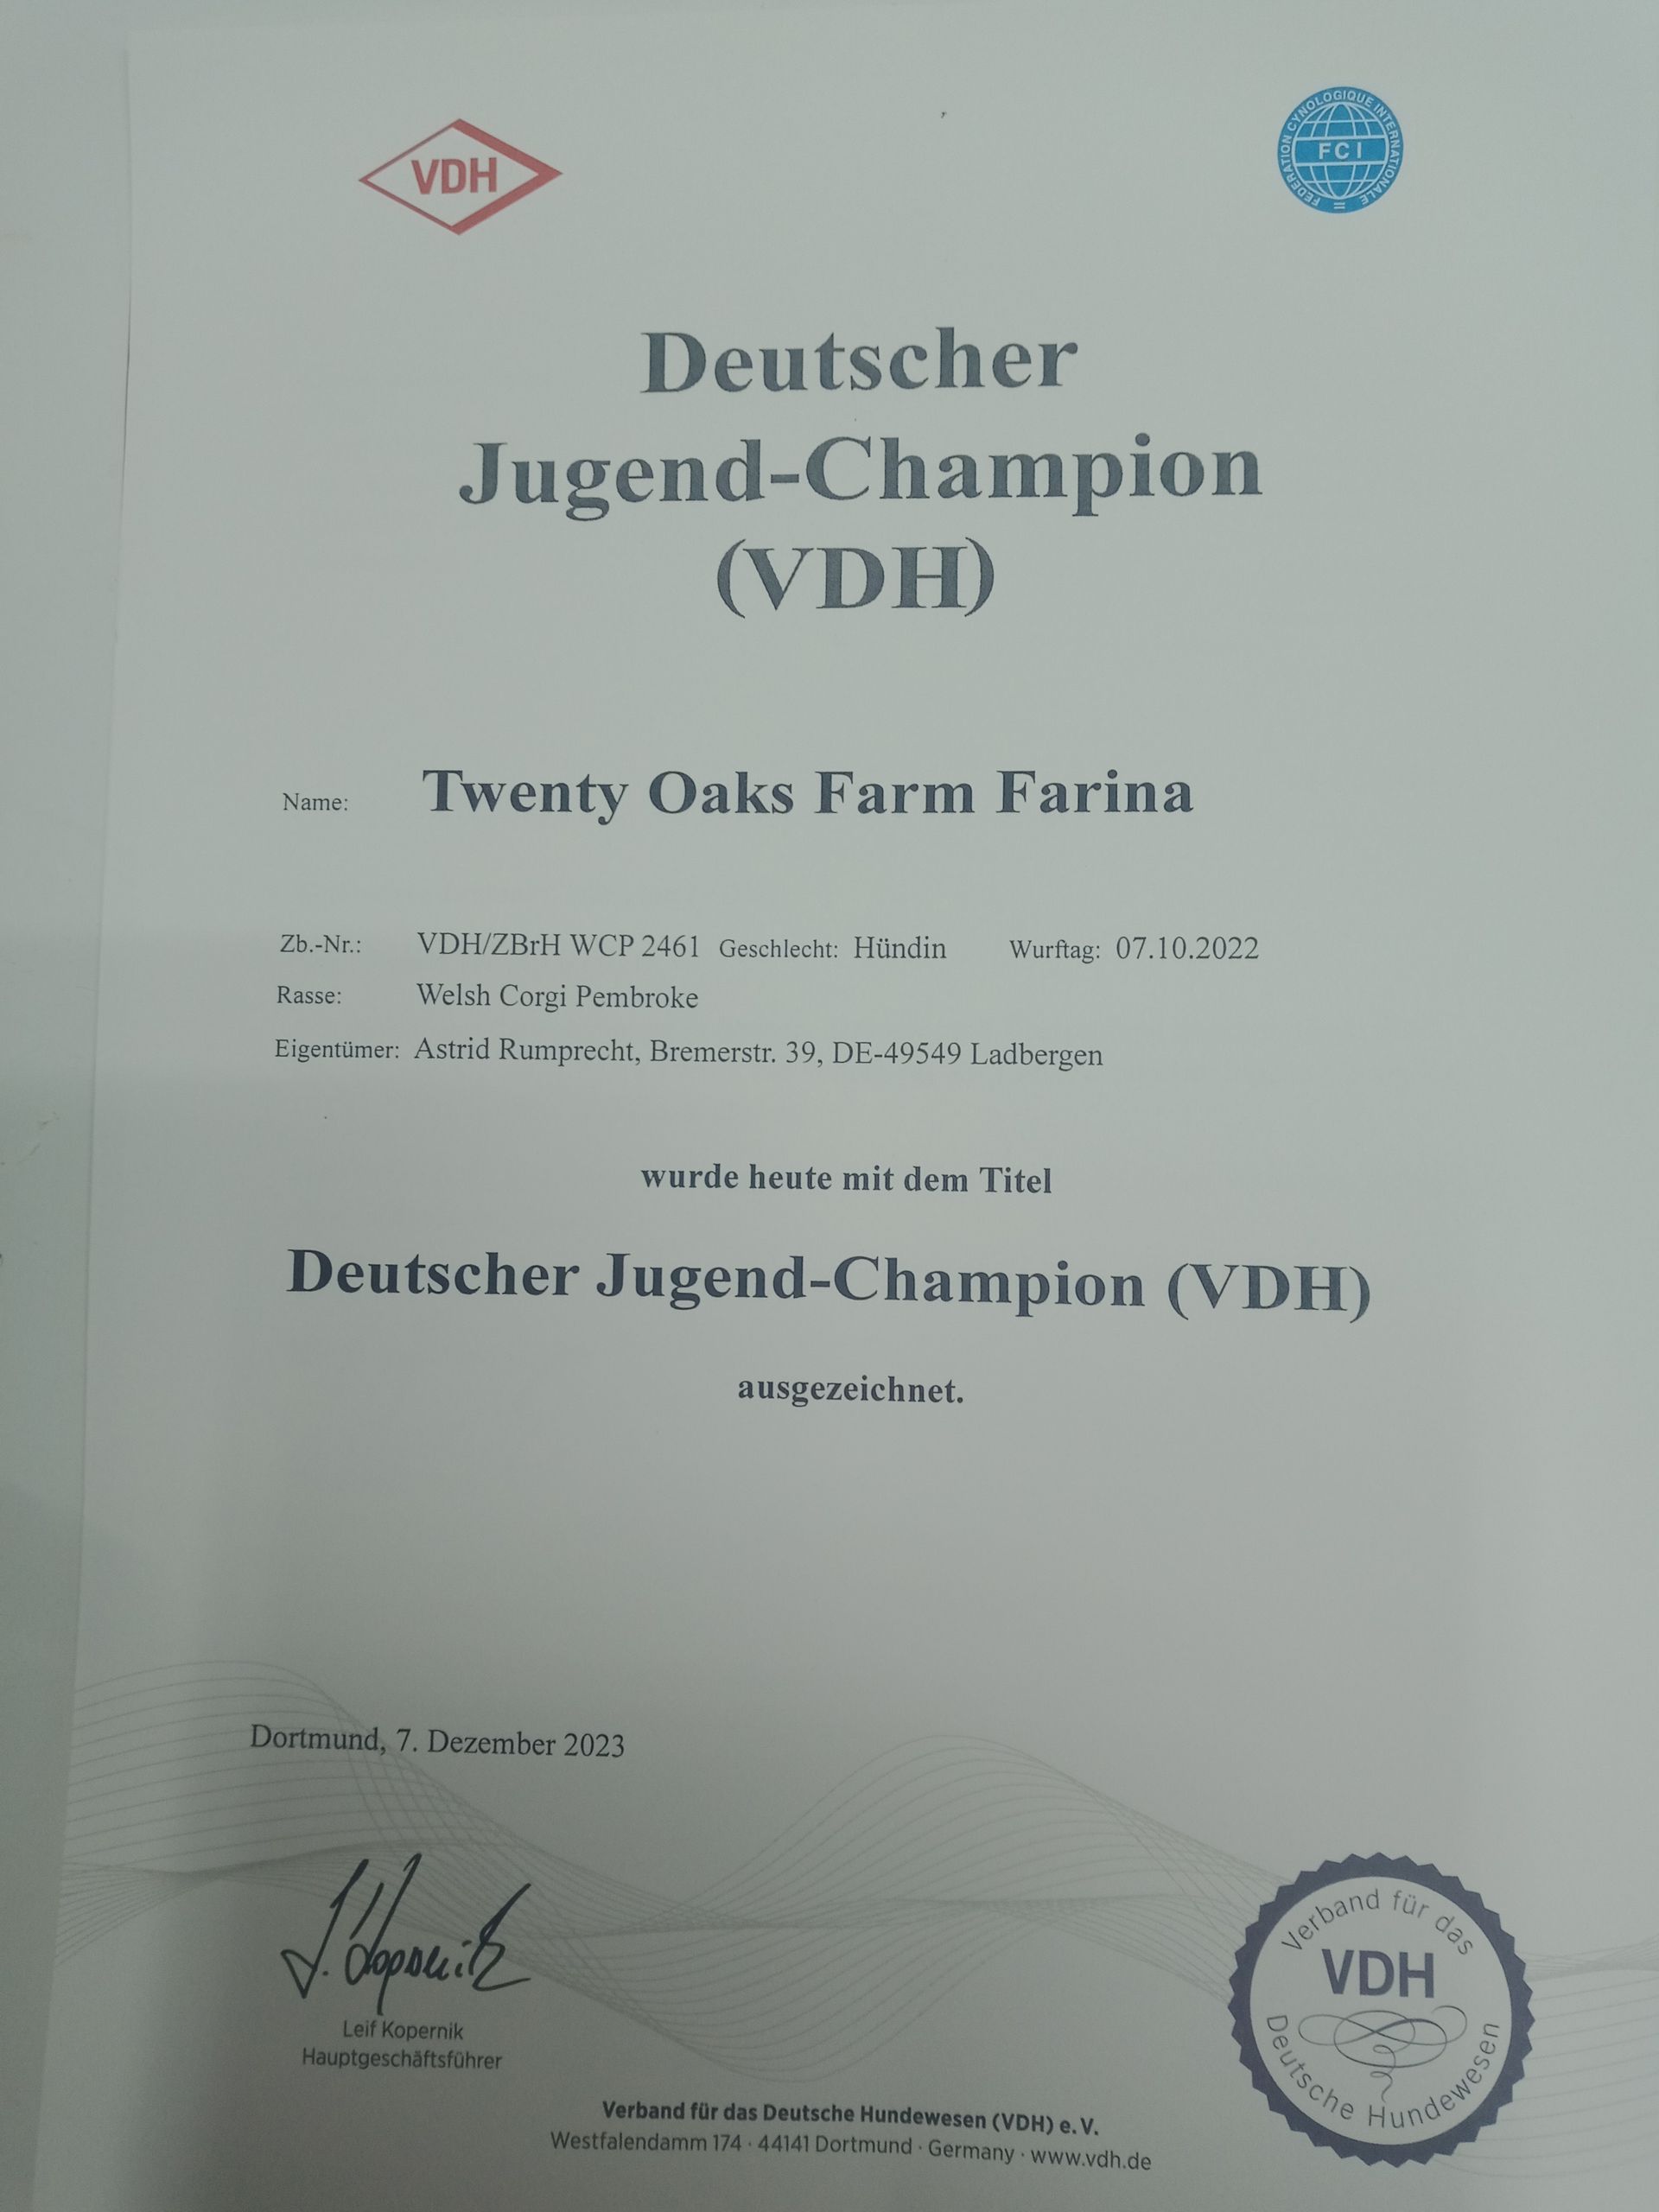 VDH
FEDERATION CYNOLOGIQUE INTERNATIONALE
FCI
Deutscher
Jugend-Champion
(VDH)
Name: Twenty Oaks Farm Farina
Zb.-Nr.: VDH/ZBrH WCP 2461 Geschlecht: Hündin Wurftag: 07.10.2022
Rasse: Welsh Corgi Pembroke
Eigentümer: Astrid Rumprecht, Bremerstr. 39, DE-49549 Ladbergen
wurde heute mit dem Titel
Deutscher Jugend-Champion (VDH)
ausgezeichnet.
Dortmund, 7. Dezember 2023
L. Kopernik
Leif Kopernik
Hauptgeschäftsführer
Verband für das
VDH
Deutsche Hundewesen
Verband für das Deutsche Hundewesen (VDH) e.V.
Westfalendamm 174 · 44141 Dortmund · Germany · www.vdh.de